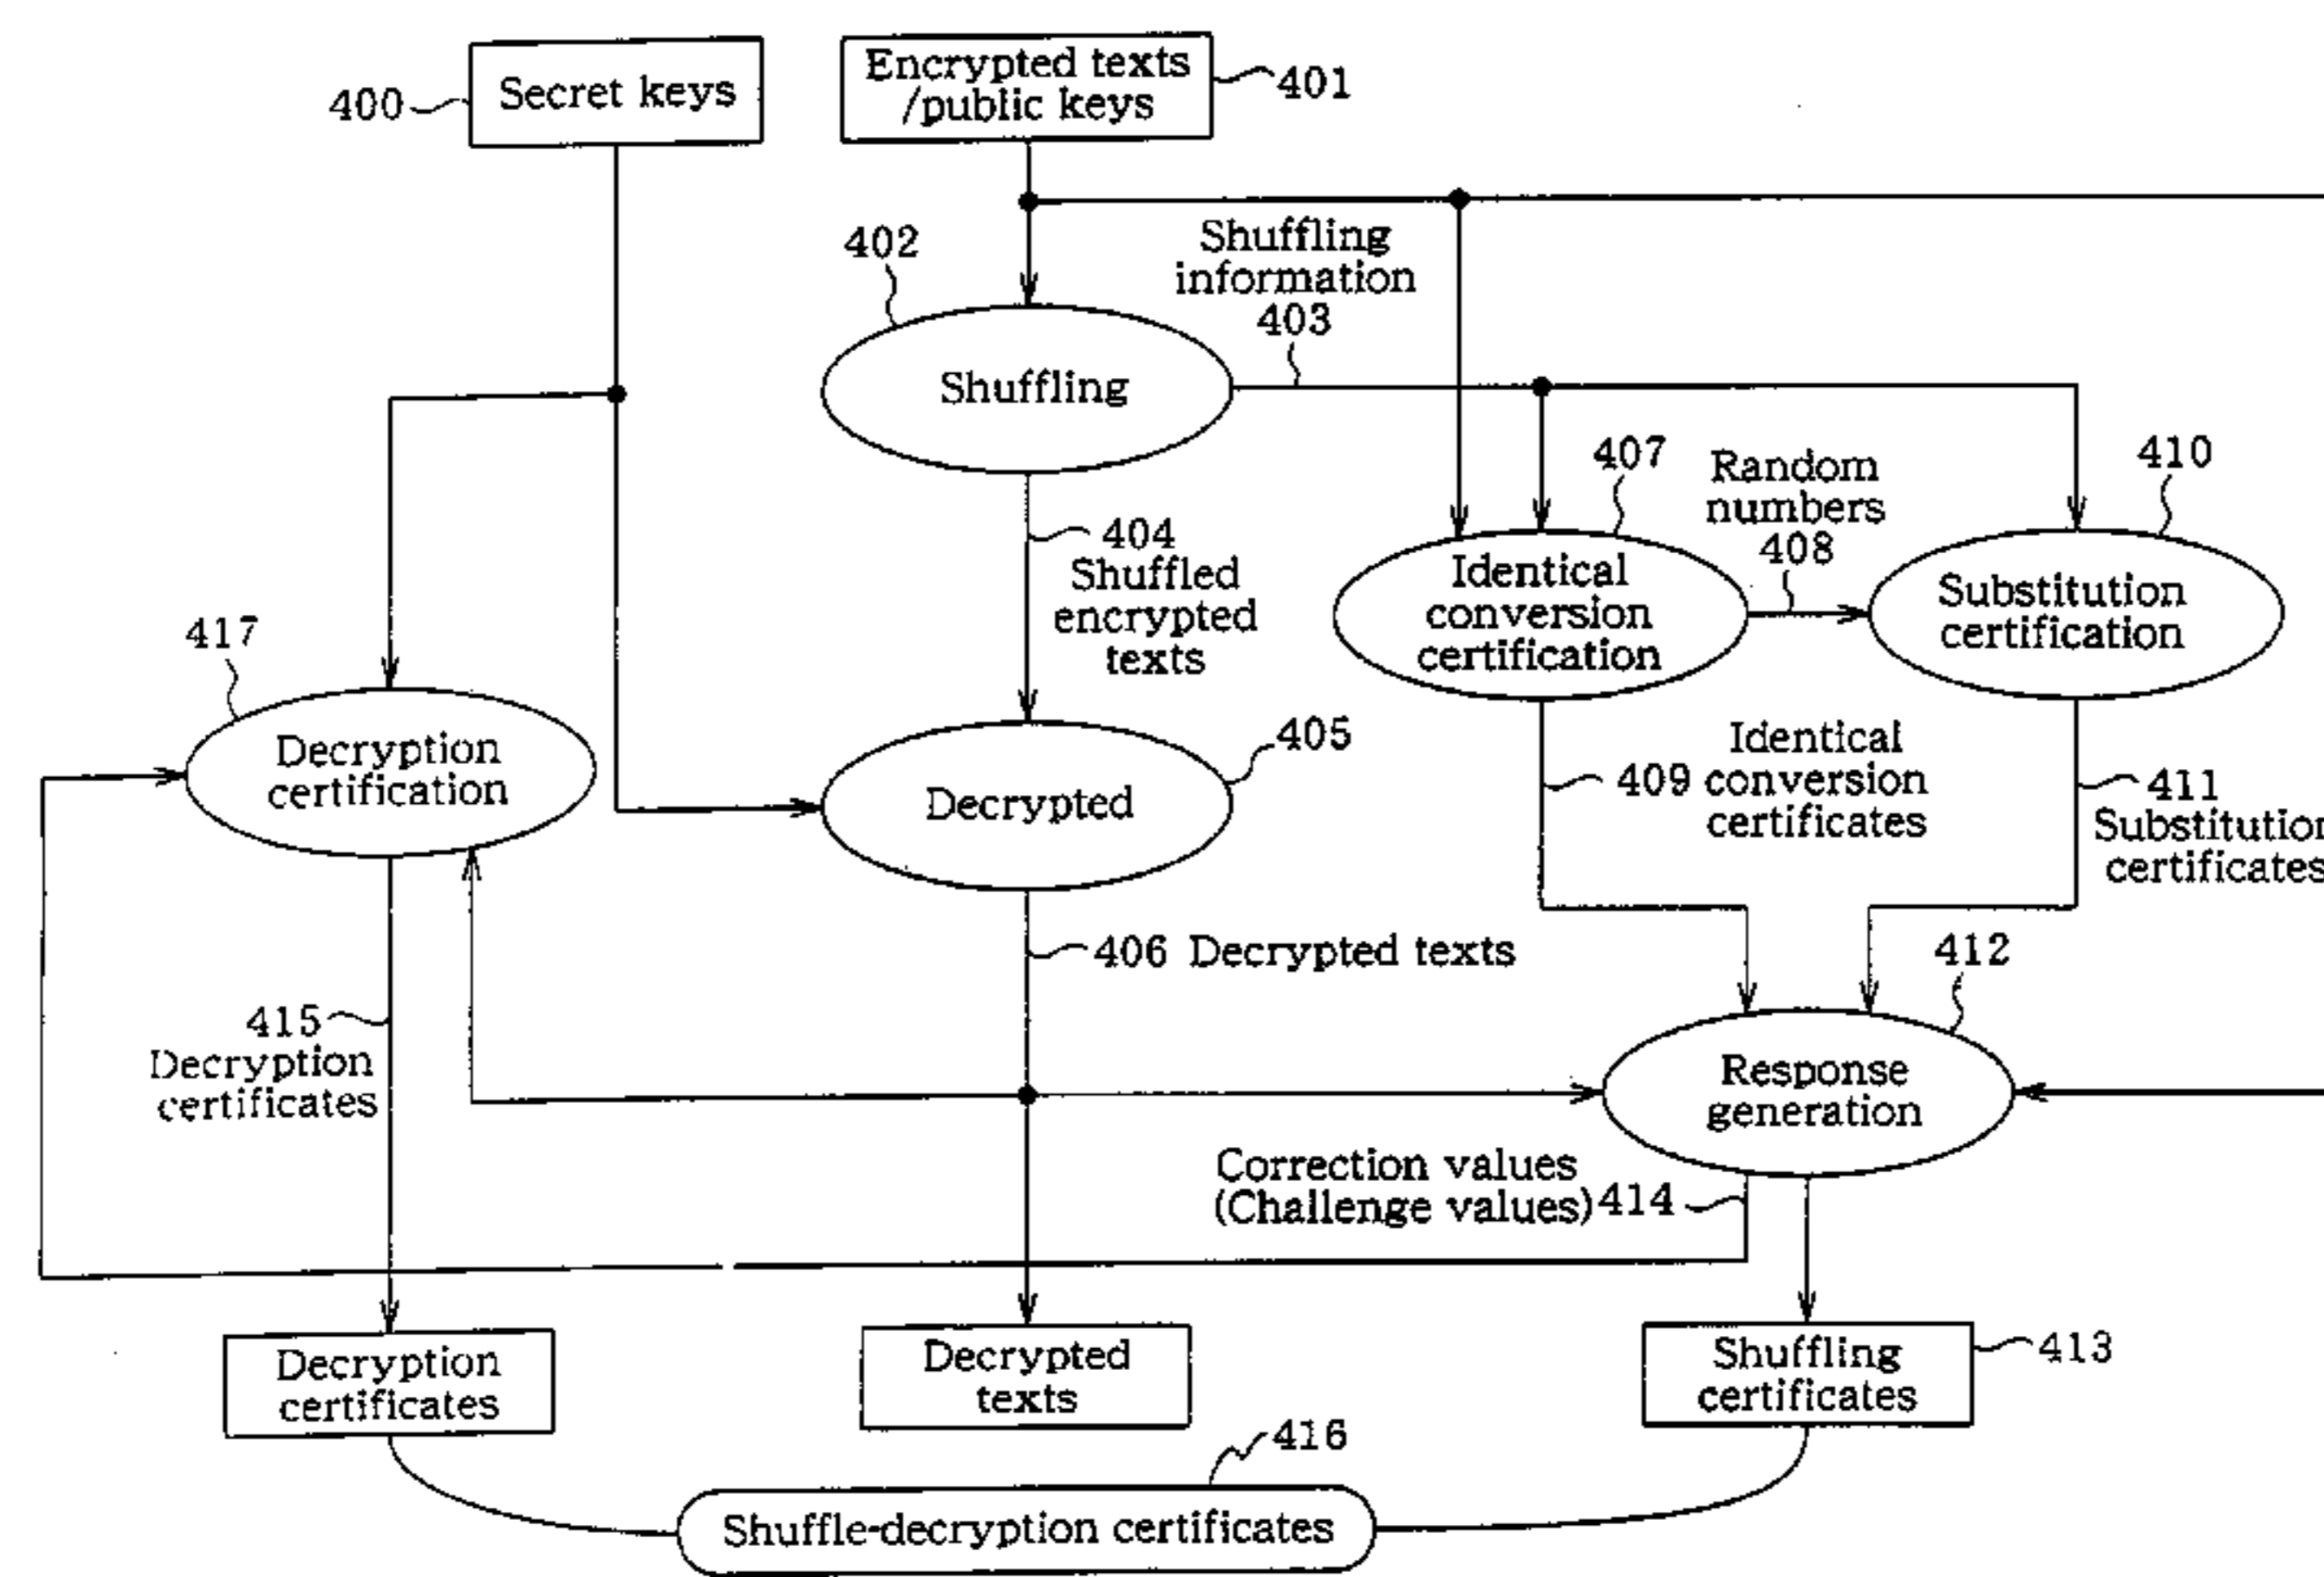 400
Secret keys
Encrypted texts
/public keys
401
402
Shuffling
information
403
Shuffling
407
Random
numbers
408
410
404
Shuffled
encrypted
texts
Identical
conversion
certification
Substitution
certification
417
Decryption
certification
405
Decrypted
Identical
409 conversion
certificates
411
Substitution
certificates
406 Decrypted texts
412
415
Decryption
certificates
Response
generation
Correction values
(Challenge values) 414
Decryption
certificates
Decrypted
texts
Shuffling
certificates
413
416
Shuffle-decryption certificates